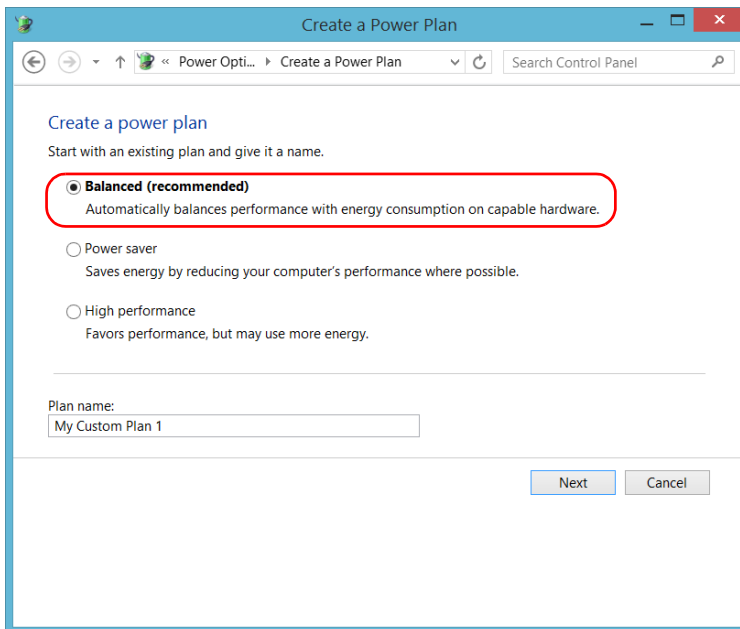 Create a Power Plan
« Power Opti... Create a Power Plan Search Control Panel
Create a power plan
Start with an existing plan and give it a name.
Balanced (recommended)
Automatically balances performance with energy consumption on capable hardware.
Power saver
Saves energy by reducing your computer's performance where possible.
High performance
Favors performance, but may use more energy.
Plan name:
My Custom Plan 1
Next Cancel